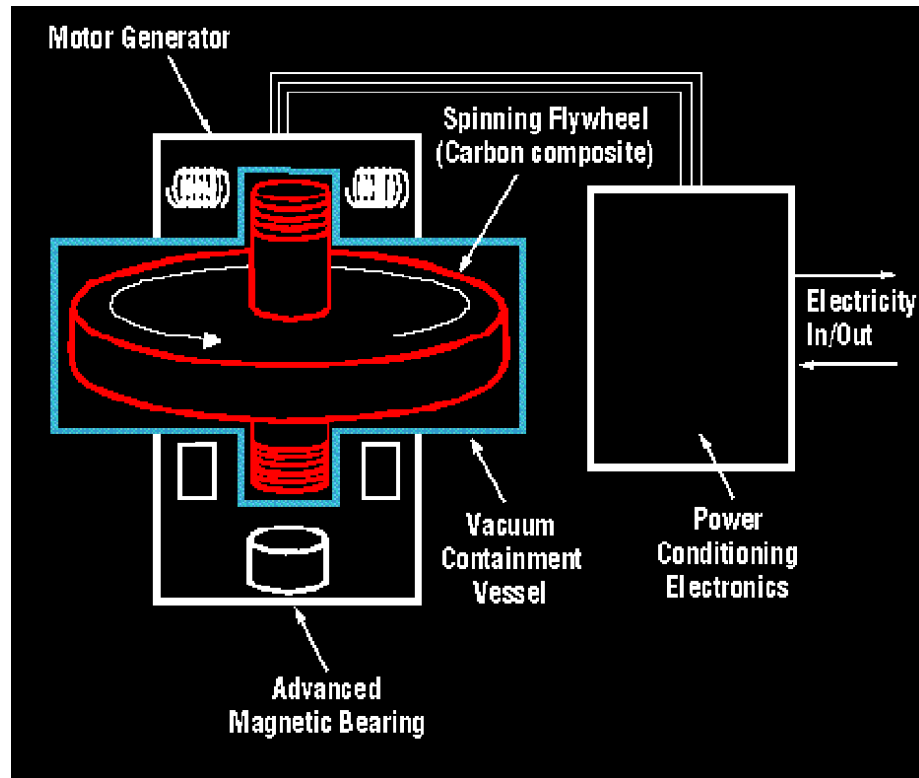 Motor Generator
Spinning Flywheel
(Carbon composite)
Electricity
In/Out
Vacuum
Containment
Vessel
Power
Conditioning
Electronics
Advanced
Magnetic Bearing